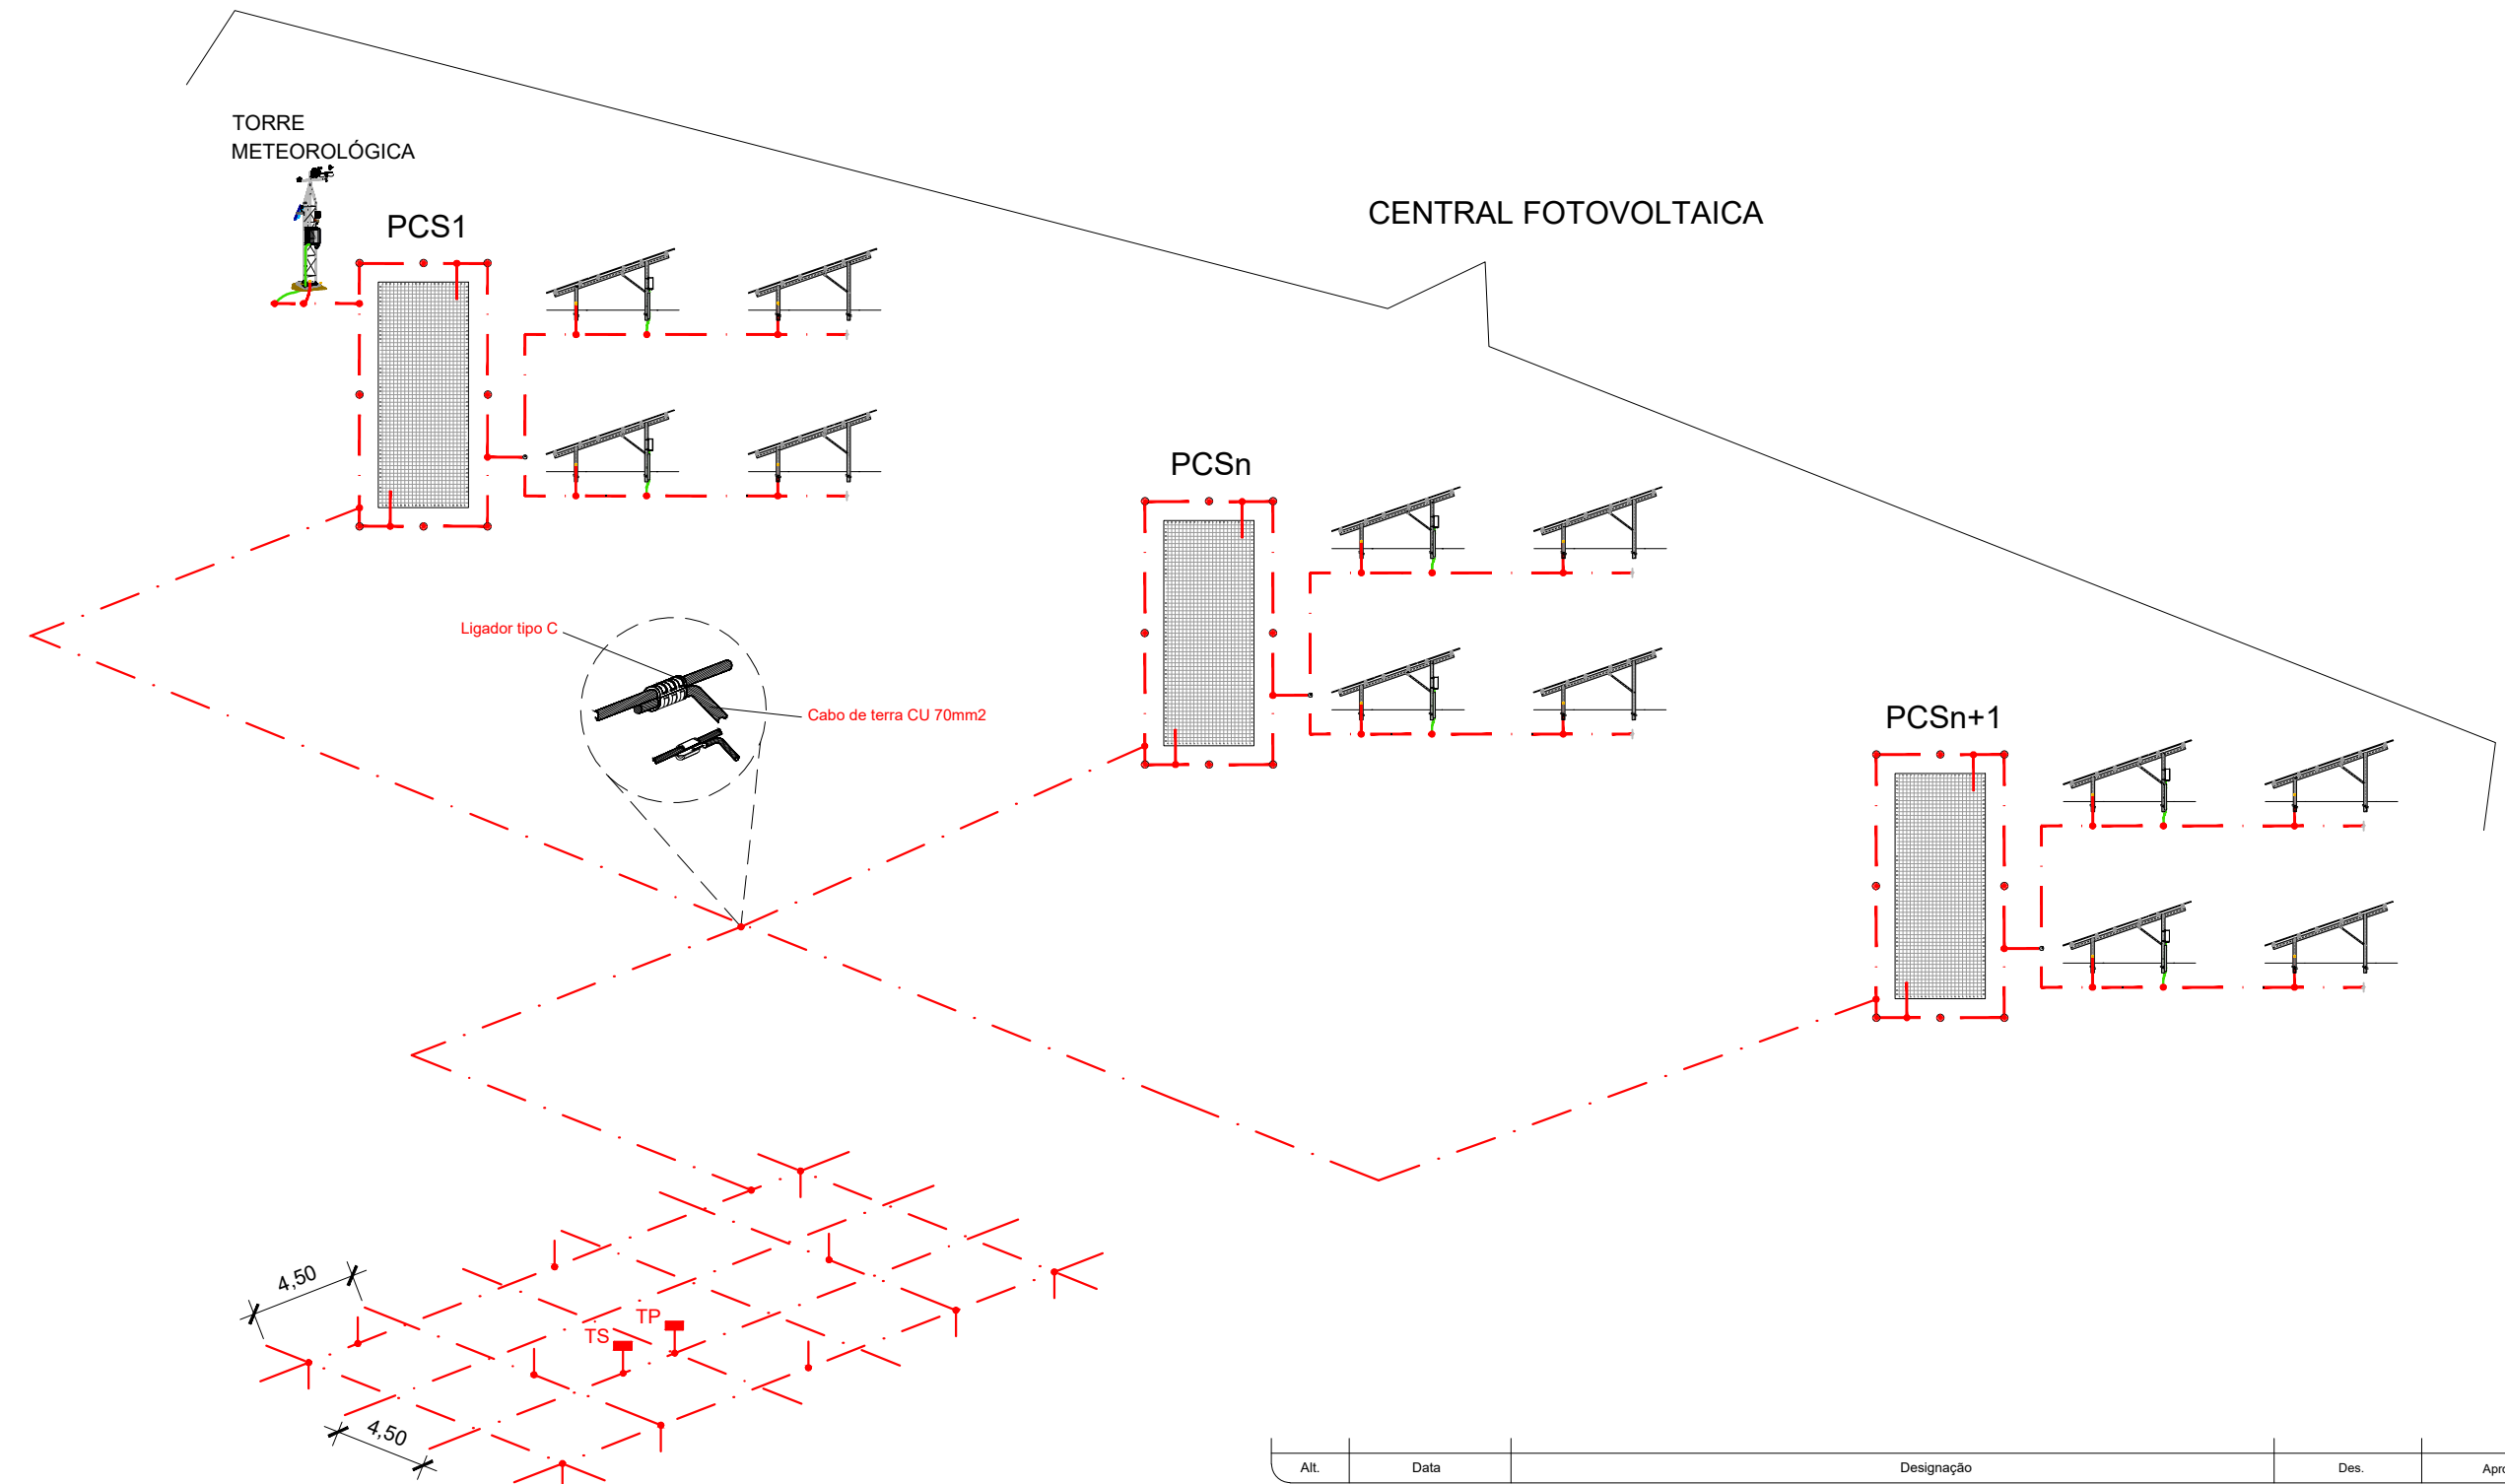 TORRE
METEOROLÓGICA
PCS1
CENTRAL FOTOVOLTAICA
PCSn
Ligador tipo C
Cabo de terra CU 70mm2
PCSn+1
4,50
TP
TS
4,50
Alt. Data Designação Des. Apro